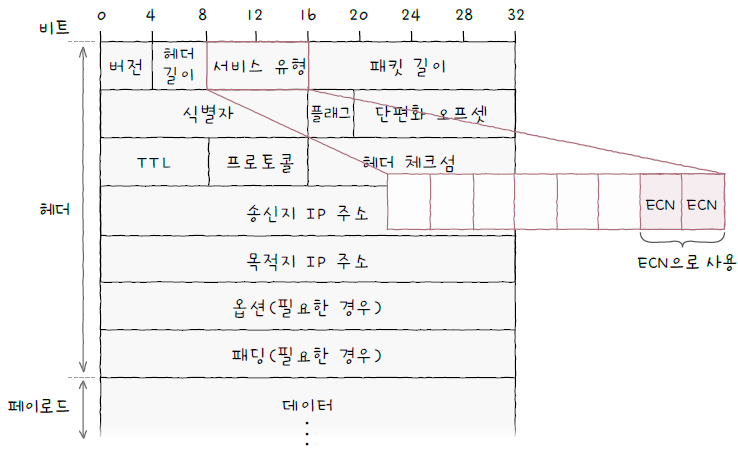 비트 0 4 8 12 16 20 24 28 32
버전 헤더 길이 서비스 유형 패킷 길이
식별자 플래그 단편화 오프셋
TTL 프로토콜 헤더 체크섬
ECN ECN
헤더 송신지 IP 주소
ECN으로 사용
목적지 IP 주소
옵션(필요한 경우)
패딩(필요한 경우)
페이로드 데이터